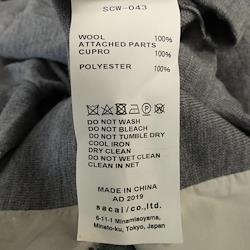 SCW-043
WOOL 100%
ATTACHED PARTS
CUPRO 100%
POLYESTER 100%
DO NOT WASH
DO NOT BLEACH
DO NOT TUMBLE DRY
COOL IRON
DRY CLEAN
DO NOT WET CLEAN
CLEAN IN NET
MADE IN CHINA
AD 2019
sacai/co.,ltd.
6-11-1 Minamiaoyama,
Minato-ku, Tokyo, Japan